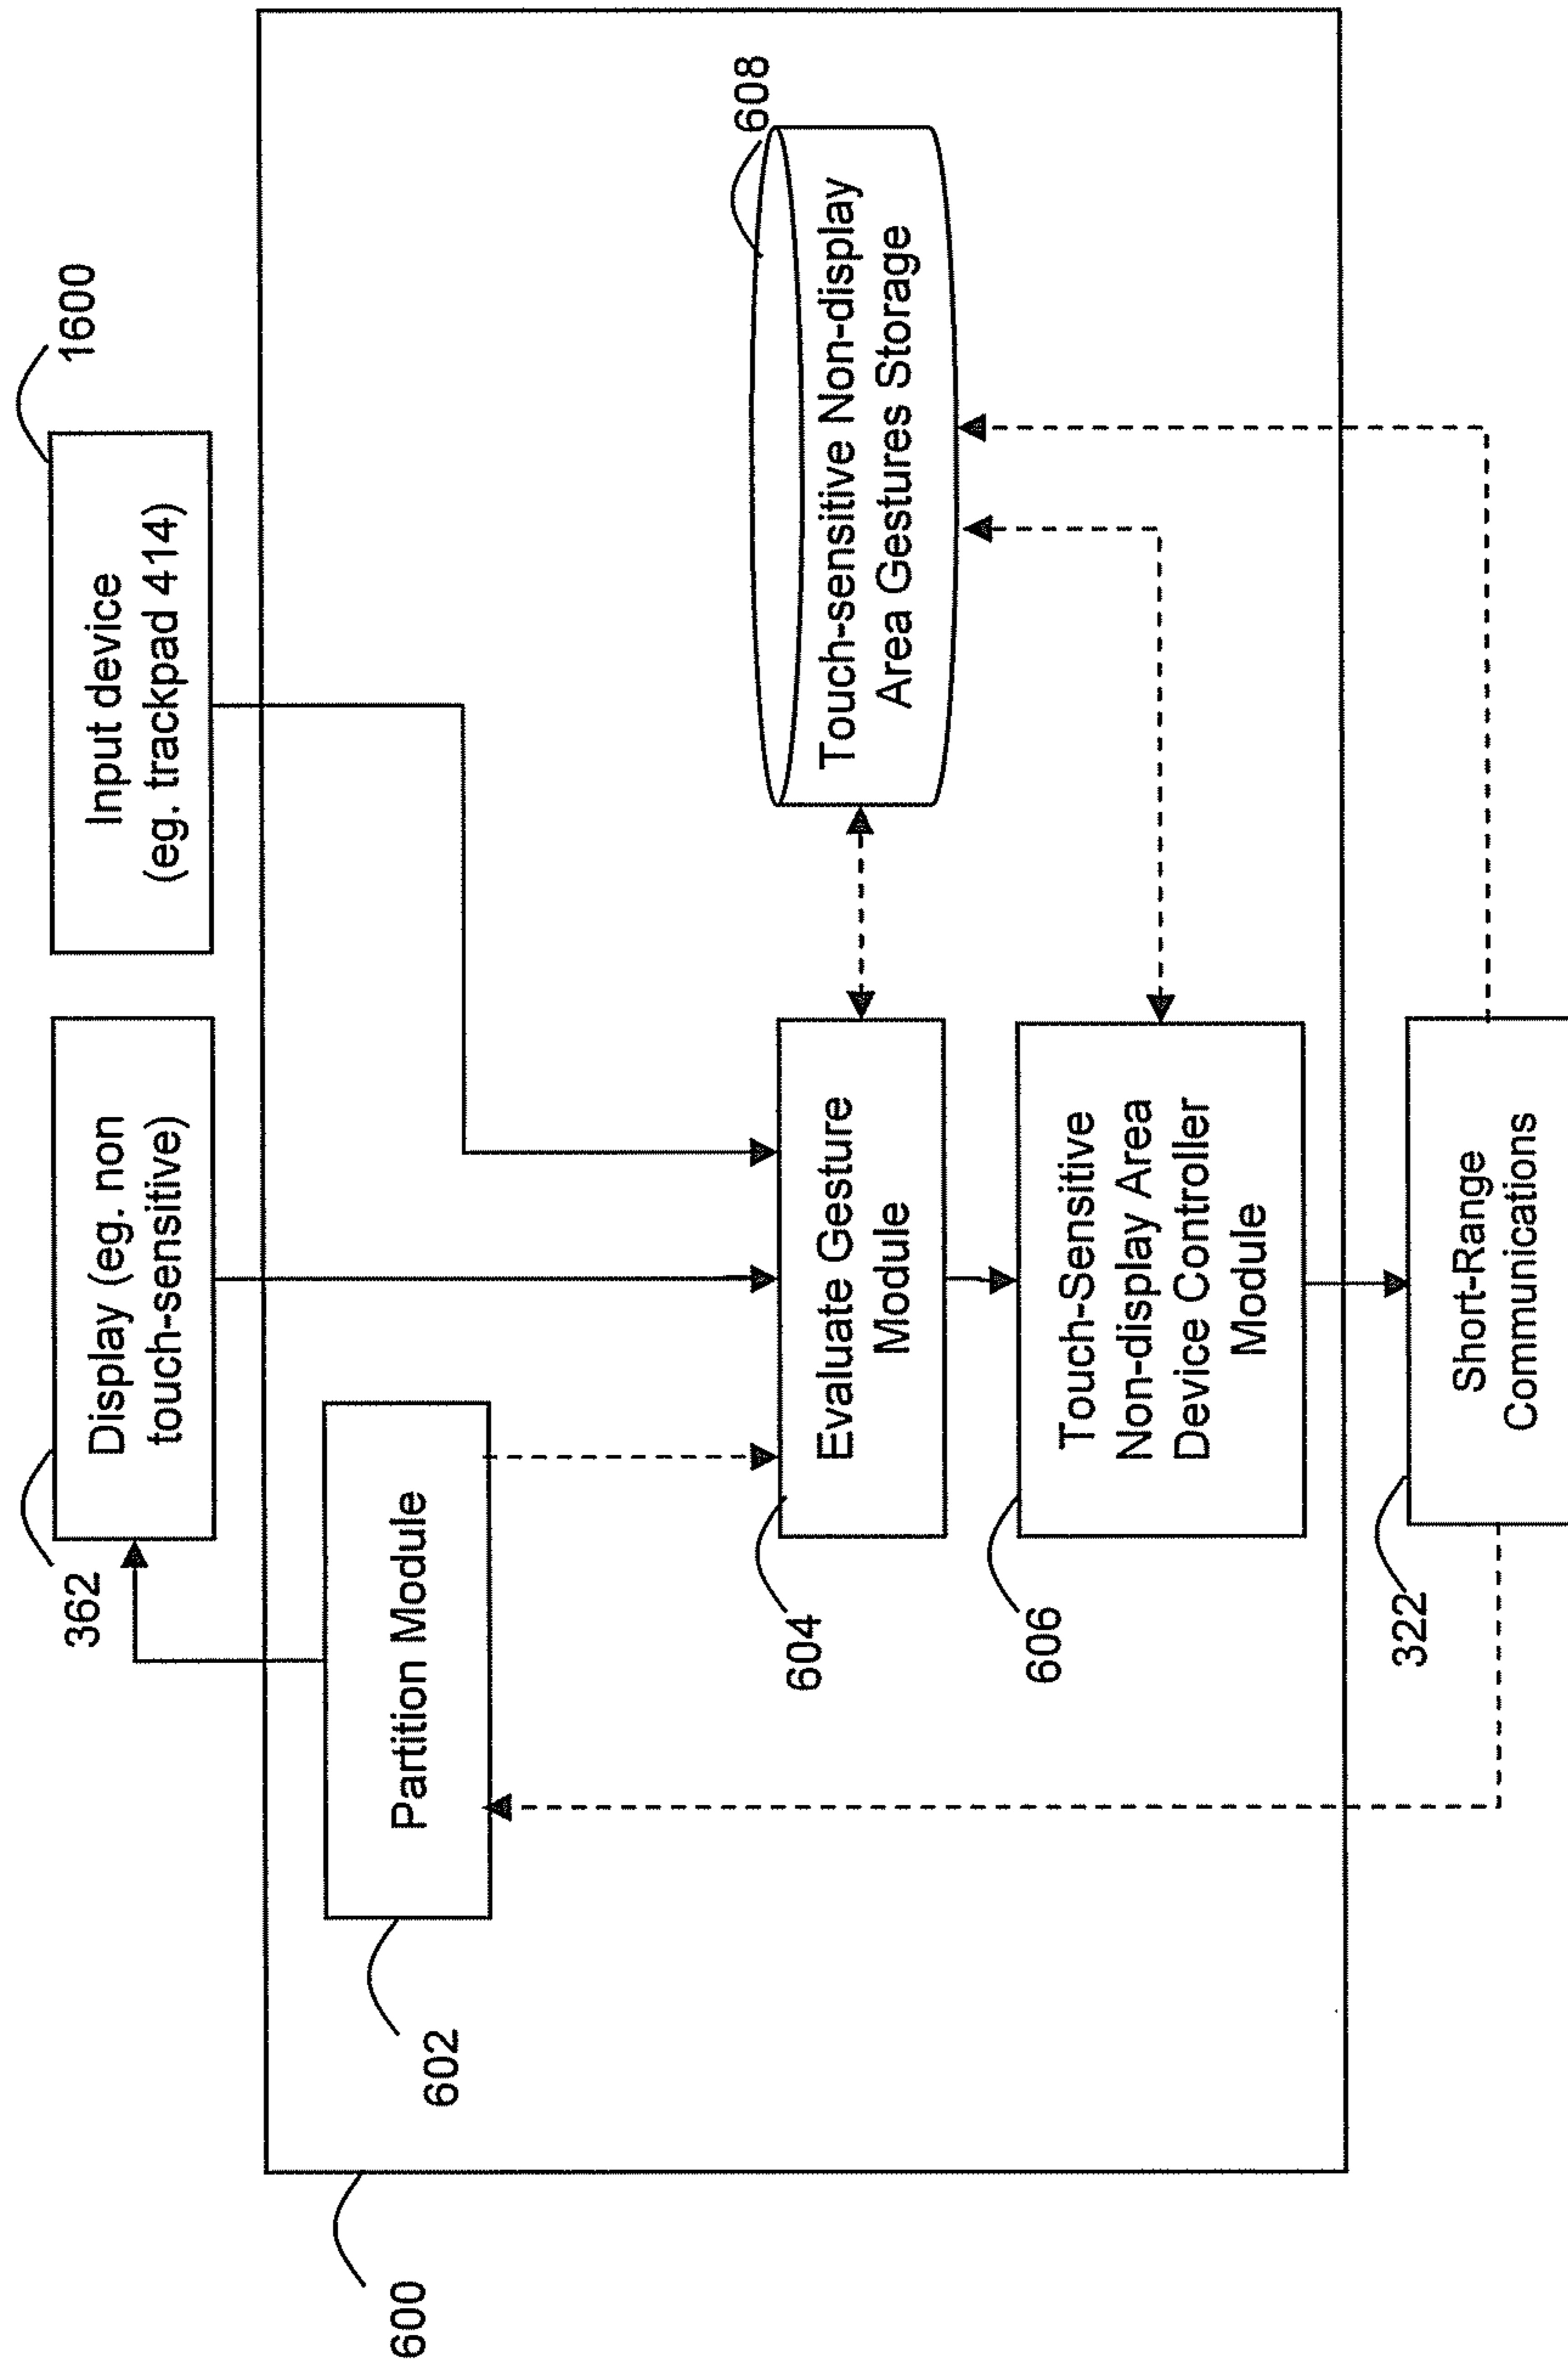 362
Display (eg. non
touch-sensitive)
Input device
(eg. trackpad 414)
1600
600
602
Partition Module
604
Evaluate Gesture
Module
608
Touch-sensitive Non-display
Area Gestures Storage
606
Touch-Sensitive
Non-display Area
Device Controller
Module
322
Short-Range
Communications